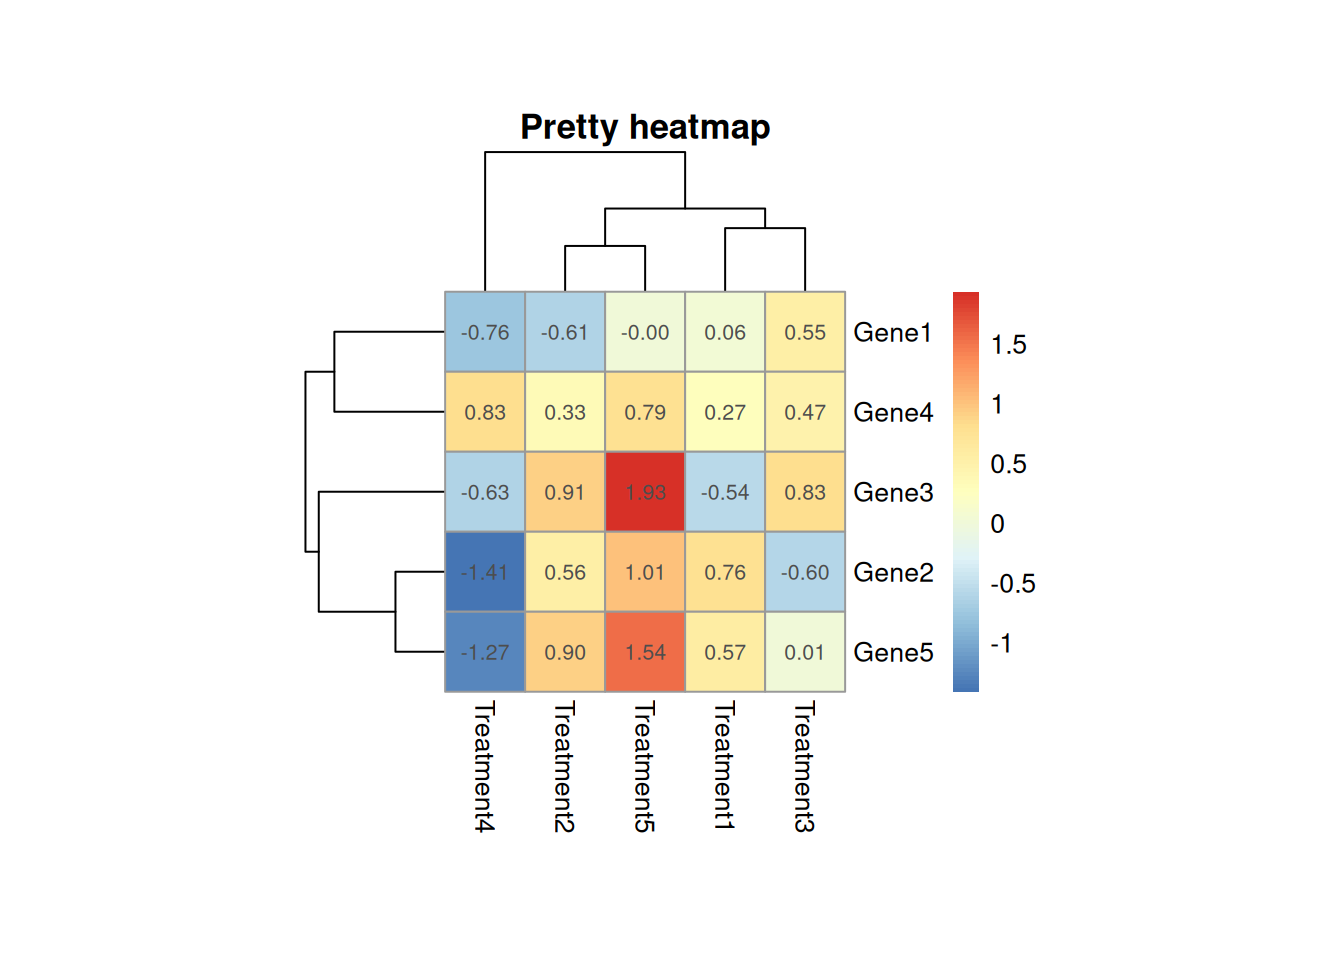 Pretty heatmap
-0.76 -0.61 -0.00 0.06 0.55 Gene1
0.83 0.33 0.79 0.27 0.47 Gene4
-0.63 0.91 1.93 -0.54 0.83 Gene3
-1.41 0.56 1.01 0.76 -0.60 Gene2
-1.27 0.90 1.54 0.57 0.01 Gene5
Treatment4
Treatment2
Treatment5
Treatment1
Treatment3
1.5
1
0.5
0
-0.5
-1